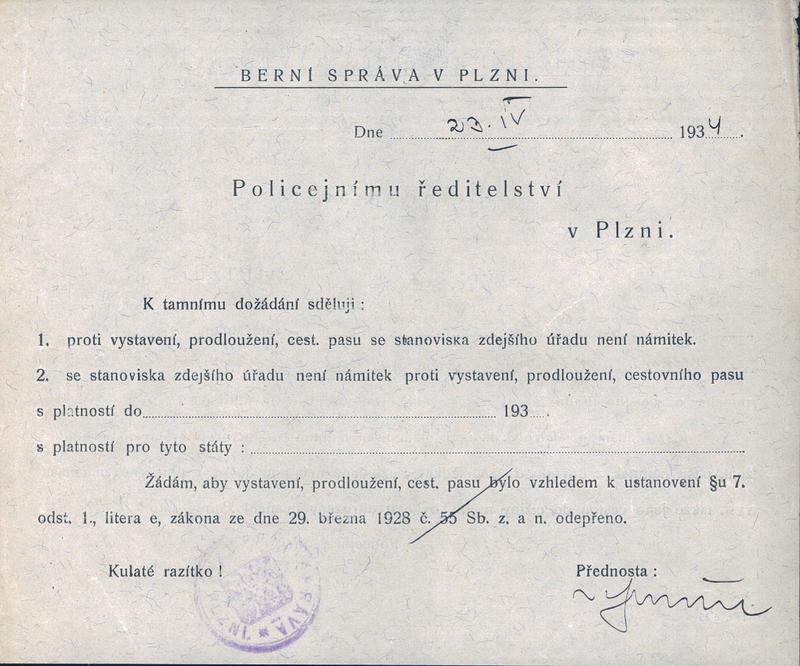 BERNÍ SPRÁVA V PLZNI.
Dne 23. IV 1934.
Policejnímu ředitelství
v Plzni.
K tamnímu dožádání sděluji :
1. proti vystavení, prodloužení, cest. pasu se stanoviska zdejšího úřadu není námitek.
2. se stanoviska zdejšího úřadu není námitek proti vystavení, prodloužení, cestovního pasu
s platností do 193 .
s platností pro tyto státy :
Žádám, aby vystavení, prodloužení, cest. pasu bylo vzhledem k ustanovení §u 7.
odst. 1., litera e, zákona ze dne 29. března 1928 č. 55 Sb. z. a n. odepřeno.
Kulaté razítko !
Přednosta :